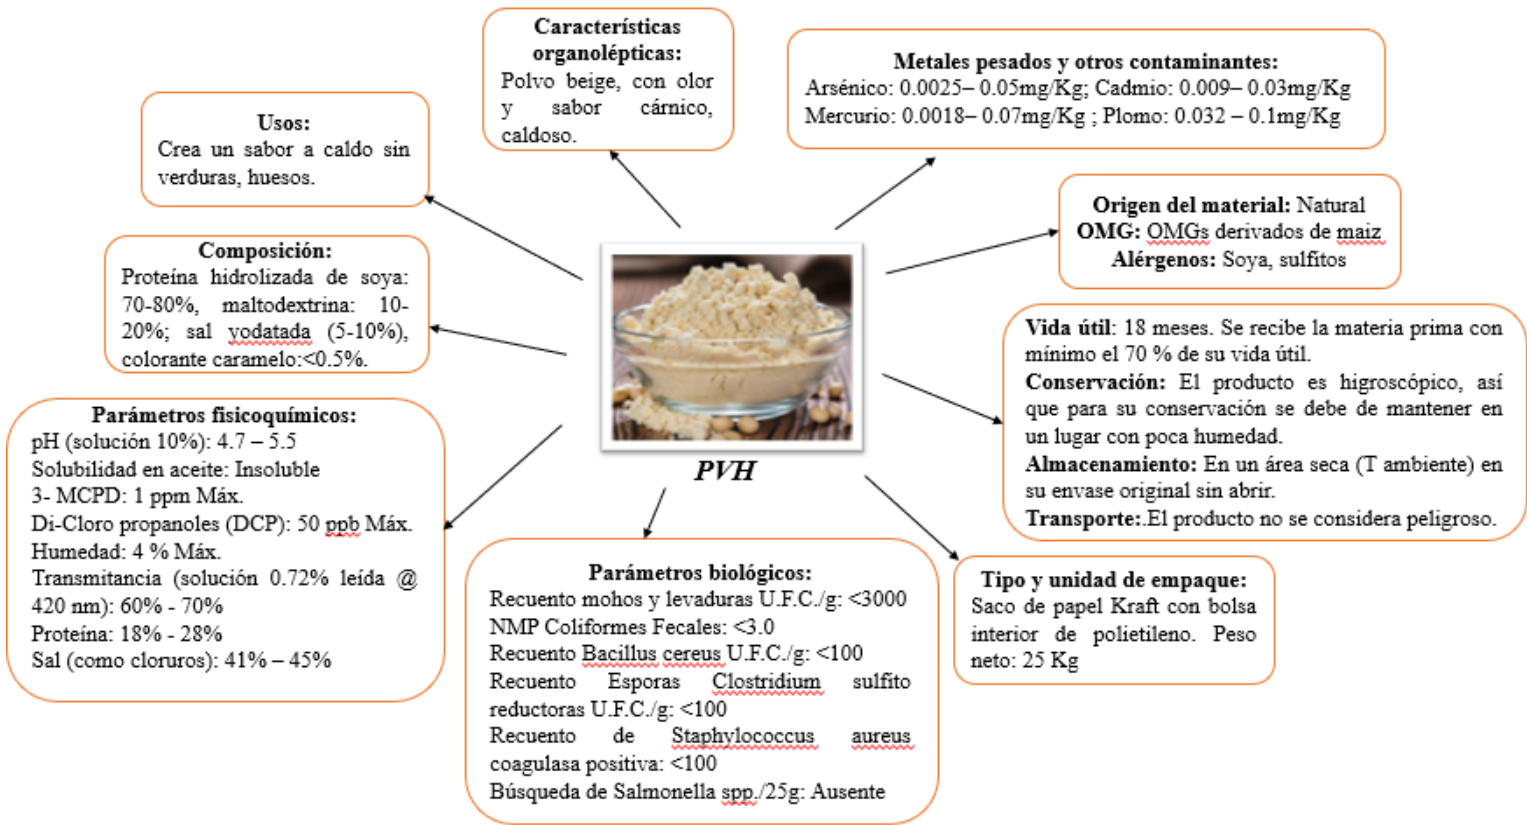 Características
organolépticas:
Polvo beige, con olor
y sabor cárnico,
caldoso.
Metales pesados y otros contaminantes:
Arsénico: 0.0025– 0.05mg/Kg; Cadmio: 0.009– 0.03mg/Kg
Mercurio: 0.0018– 0.07mg/Kg ; Plomo: 0.032 – 0.1mg/Kg
Usos:
Crea un sabor a caldo sin
verduras, huesos.
Origen del material: Natural
OMG: OMGs derivados de maiz
Alérgenos: Soya, sulfitos
Composición:
Proteína hidrolizada de soya:
70-80%, maltodextrina: 10-
20%; sal yodatada (5-10%),
colorante caramelo:<0.5%.
Vida útil: 18 meses. Se recibe la materia prima con
mínimo el 70 % de su vida útil.
Conservación: El producto es higroscópico, así
que para su conservación se debe de mantener en
un lugar con poca humedad.
Almacenamiento: En un área seca (T ambiente) en
su envase original sin abrir.
Transporte:.El producto no se considera peligroso.
Parámetros fisicoquímicos:
pH (solución 10%): 4.7 – 5.5
Solubilidad en aceite: Insoluble
3- MCPD: 1 ppm Máx.
Di-Cloro propanoles (DCP): 50 ppb Máx.
Humedad: 4 % Máx.
Transmitancia (solución 0.72% leída @
420 nm): 60% - 70%
Proteína: 18% - 28%
Sal (como cloruros): 41% – 45%
PVH
Parámetros biológicos:
Recuento mohos y levaduras U.F.C./g: <3000
NMP Coliformes Fecales: <3.0
Recuento Bacillus cereus U.F.C./g: <100
Recuento Esporas Clostridium sulfito
reductoras U.F.C./g: <100
Recuento de Staphylococcus aureus
coagulasa positiva: <100
Búsqueda de Salmonella spp./25g: Ausente
Tipo y unidad de empaque:
Saco de papel Kraft con bolsa
interior de polietileno. Peso
neto: 25 Kg